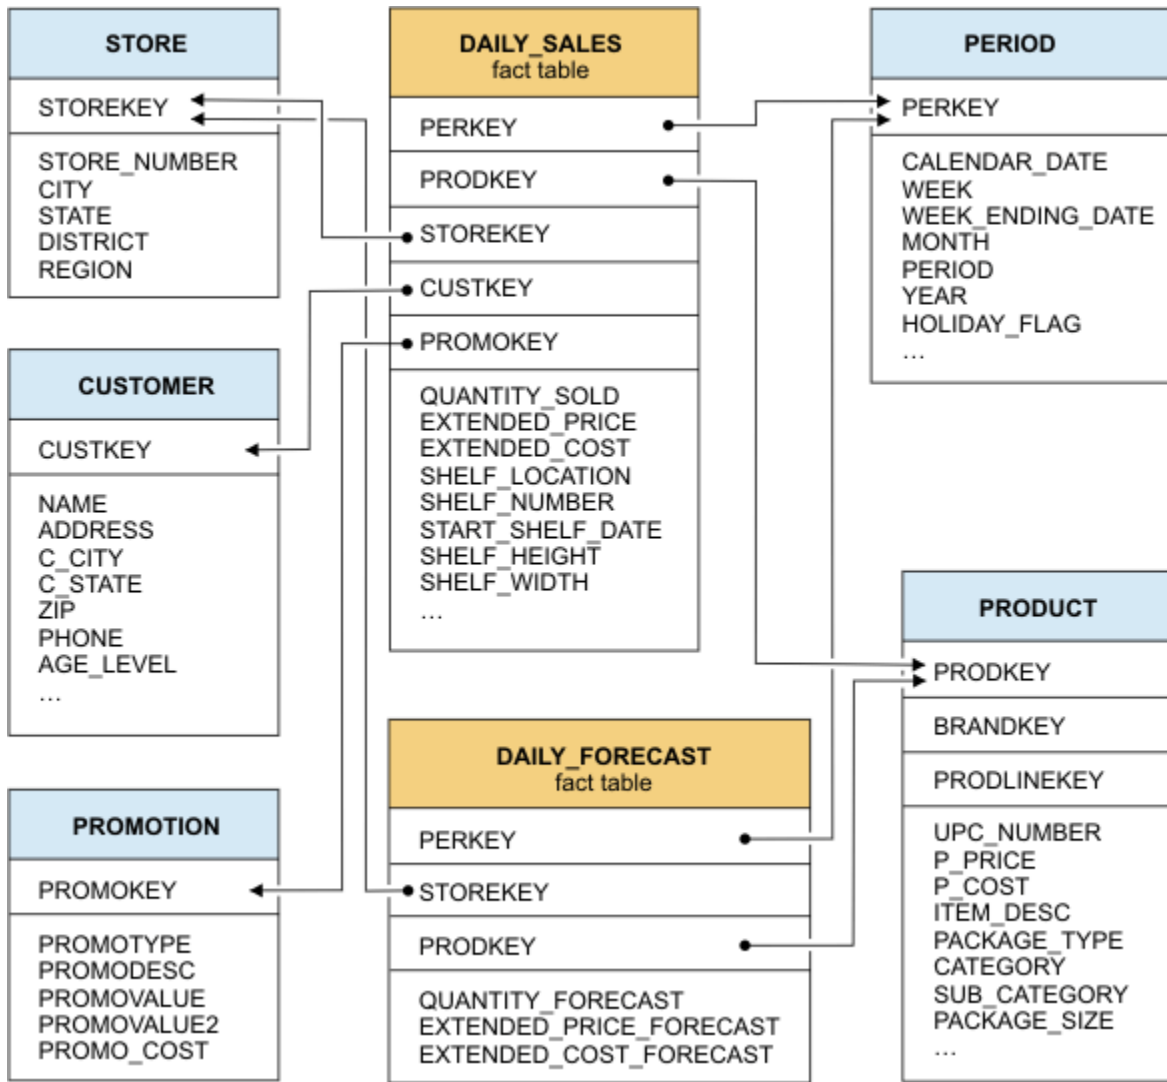 STORE
STOREKEY
STORE_NUMBER
CITY
STATE
DISTRICT
REGION
CUSTOMER
CUSTKEY
NAME
ADDRESS
C_CITY
C_STATE
ZIP
PHONE
AGE_LEVEL
...
PROMOTION
PROMOKEY
PROMOTYPE
PROMODESC
PROMOVALUE
PROMOVALUE2
PROMO_COST
DAILY_SALES
fact table
PERKEY
PRODKEY
STOREKEY
CUSTKEY
PROMOKEY
QUANTITY_SOLD
EXTENDED_PRICE
EXTENDED_COST
SHELF_LOCATION
SHELF_NUMBER
START_SHELF_DATE
SHELF_HEIGHT
SHELF_WIDTH
...
DAILY_FORECAST
fact table
PERKEY
STOREKEY
PRODKEY
QUANTITY_FORECAST
EXTENDED_PRICE_FORECAST
EXTENDED_COST_FORECAST
PERIOD
PERKEY
CALENDAR_DATE
WEEK
WEEK_ENDING_DATE
MONTH
PERIOD
YEAR
HOLIDAY_FLAG
...
PRODUCT
PRODKEY
BRANDKEY
PRODLINEKEY
UPC_NUMBER
P_PRICE
P_COST
ITEM_DESC
PACKAGE_TYPE
CATEGORY
SUB_CATEGORY
PACKAGE_SIZE
...